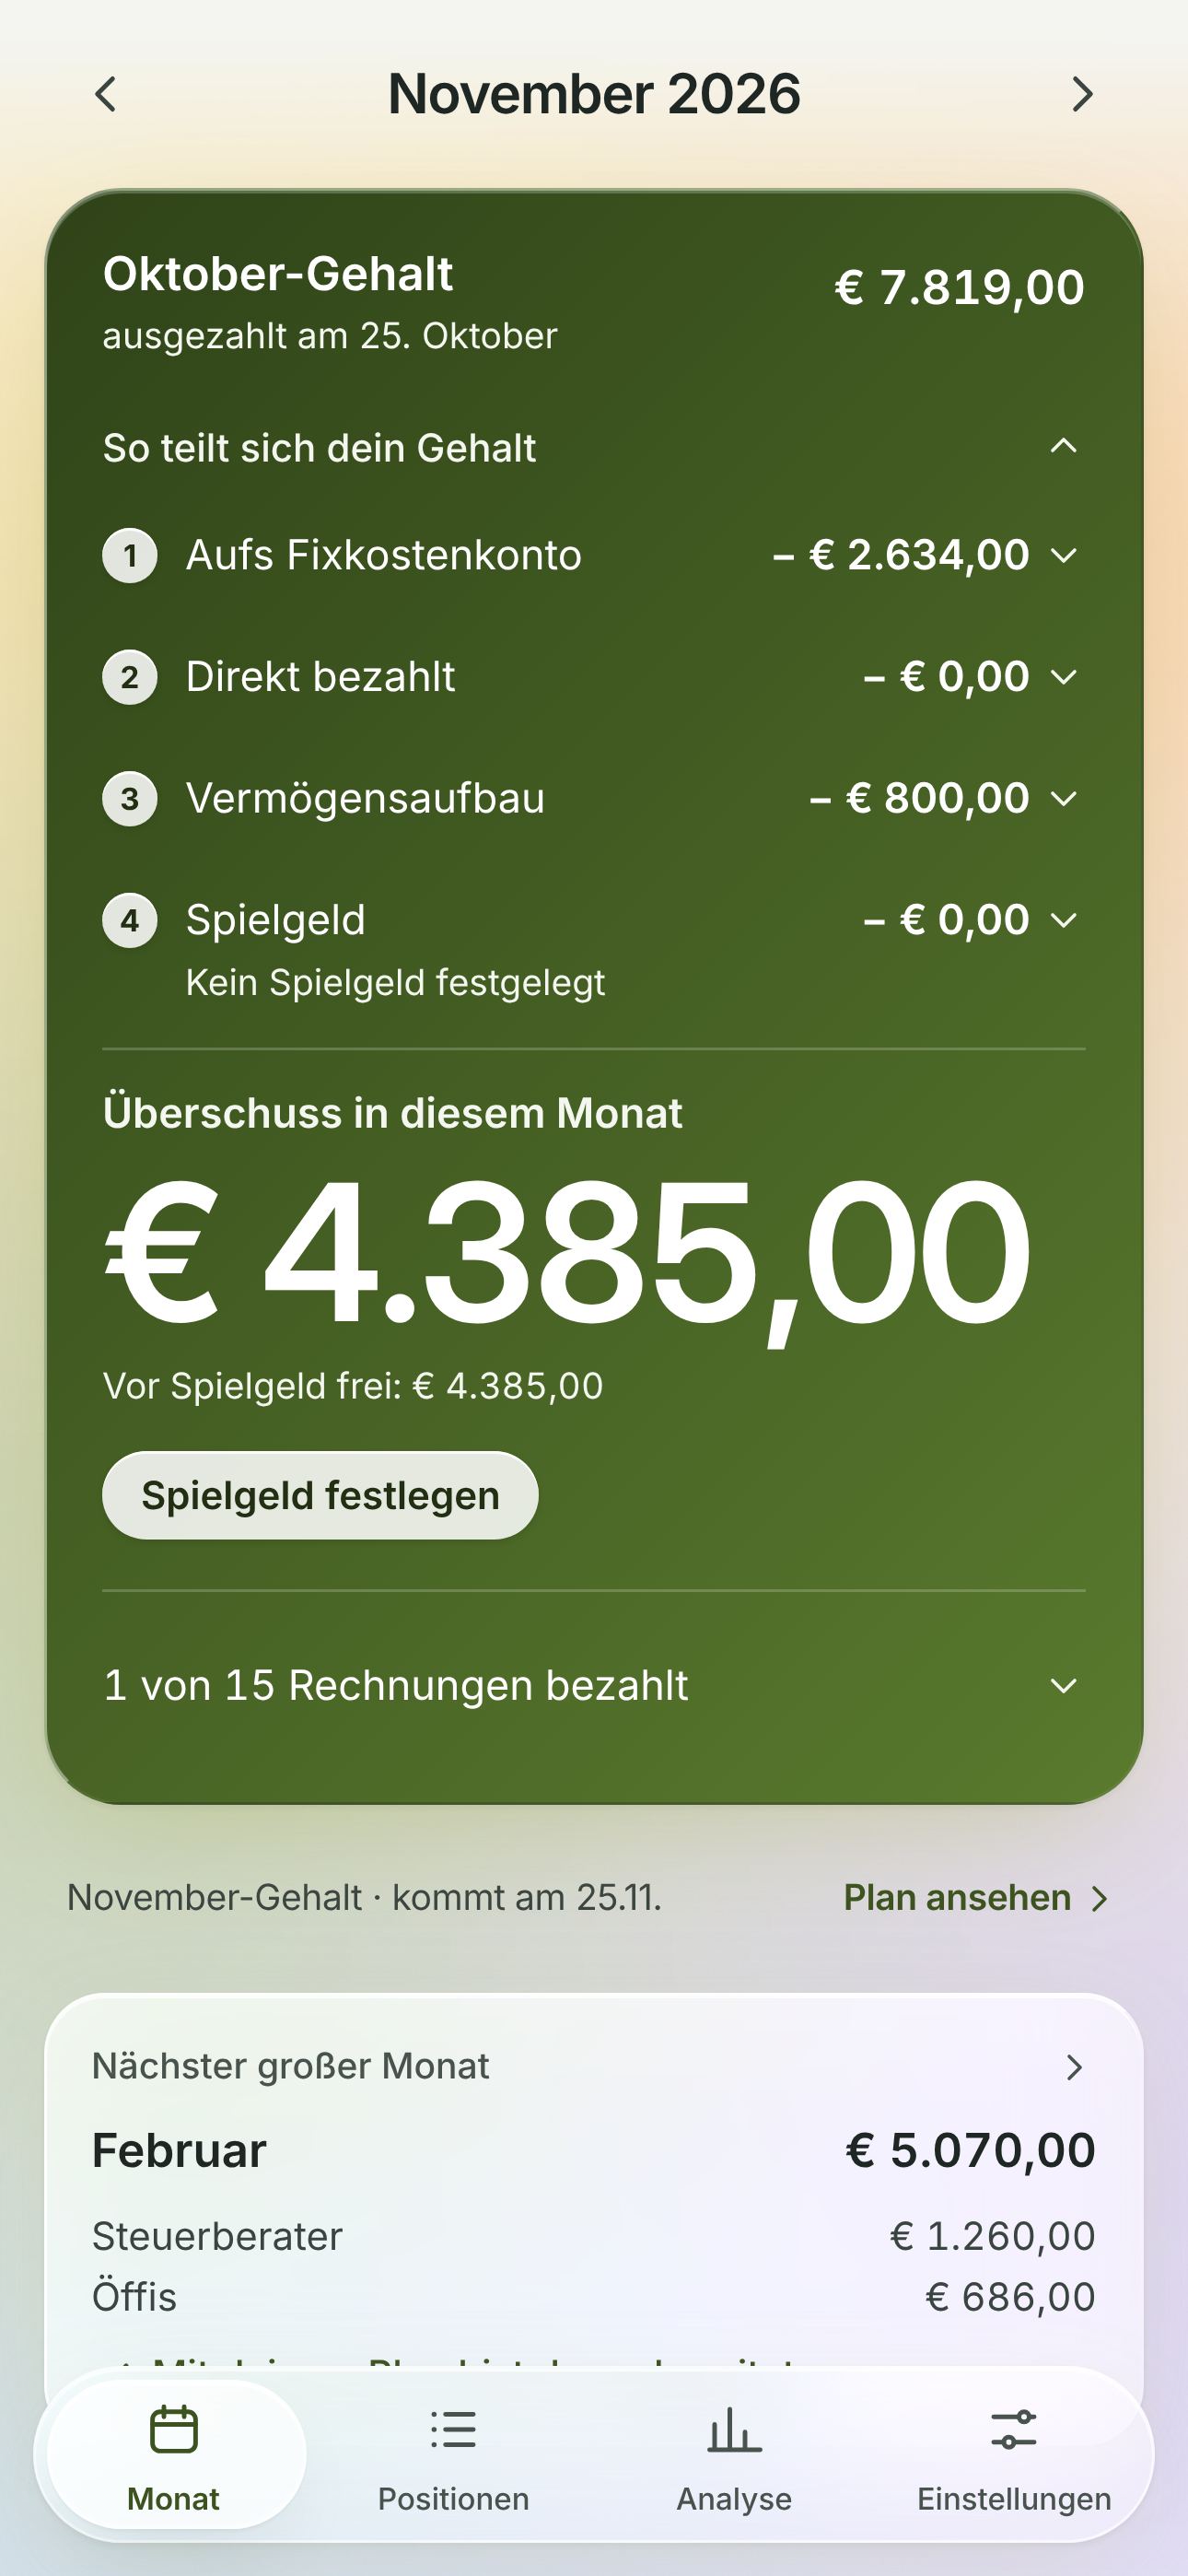 November 2026
Oktober-Gehalt
€ 7.819,00
ausgezahlt am 25. Oktober
So teilt sich dein Gehalt
1 Aufs Fixkostenkonto – € 2.634,00
2 Direkt bezahlt – € 0,00
3 Vermögensaufbau – € 800,00
4 Spielgeld – € 0,00
Kein Spielgeld festgelegt
Überschuss in diesem Monat
€ 4.385,00
Vor Spielgeld frei: € 4.385,00
Spielgeld festlegen
1 von 15 Rechnungen bezahlt
November-Gehalt · kommt am 25.11. Plan ansehen
Nächster großer Monat
Februar € 5.070,00
Steuerberater € 1.260,00
Öffis € 686,00
Monat Positionen Analyse Einstellungen